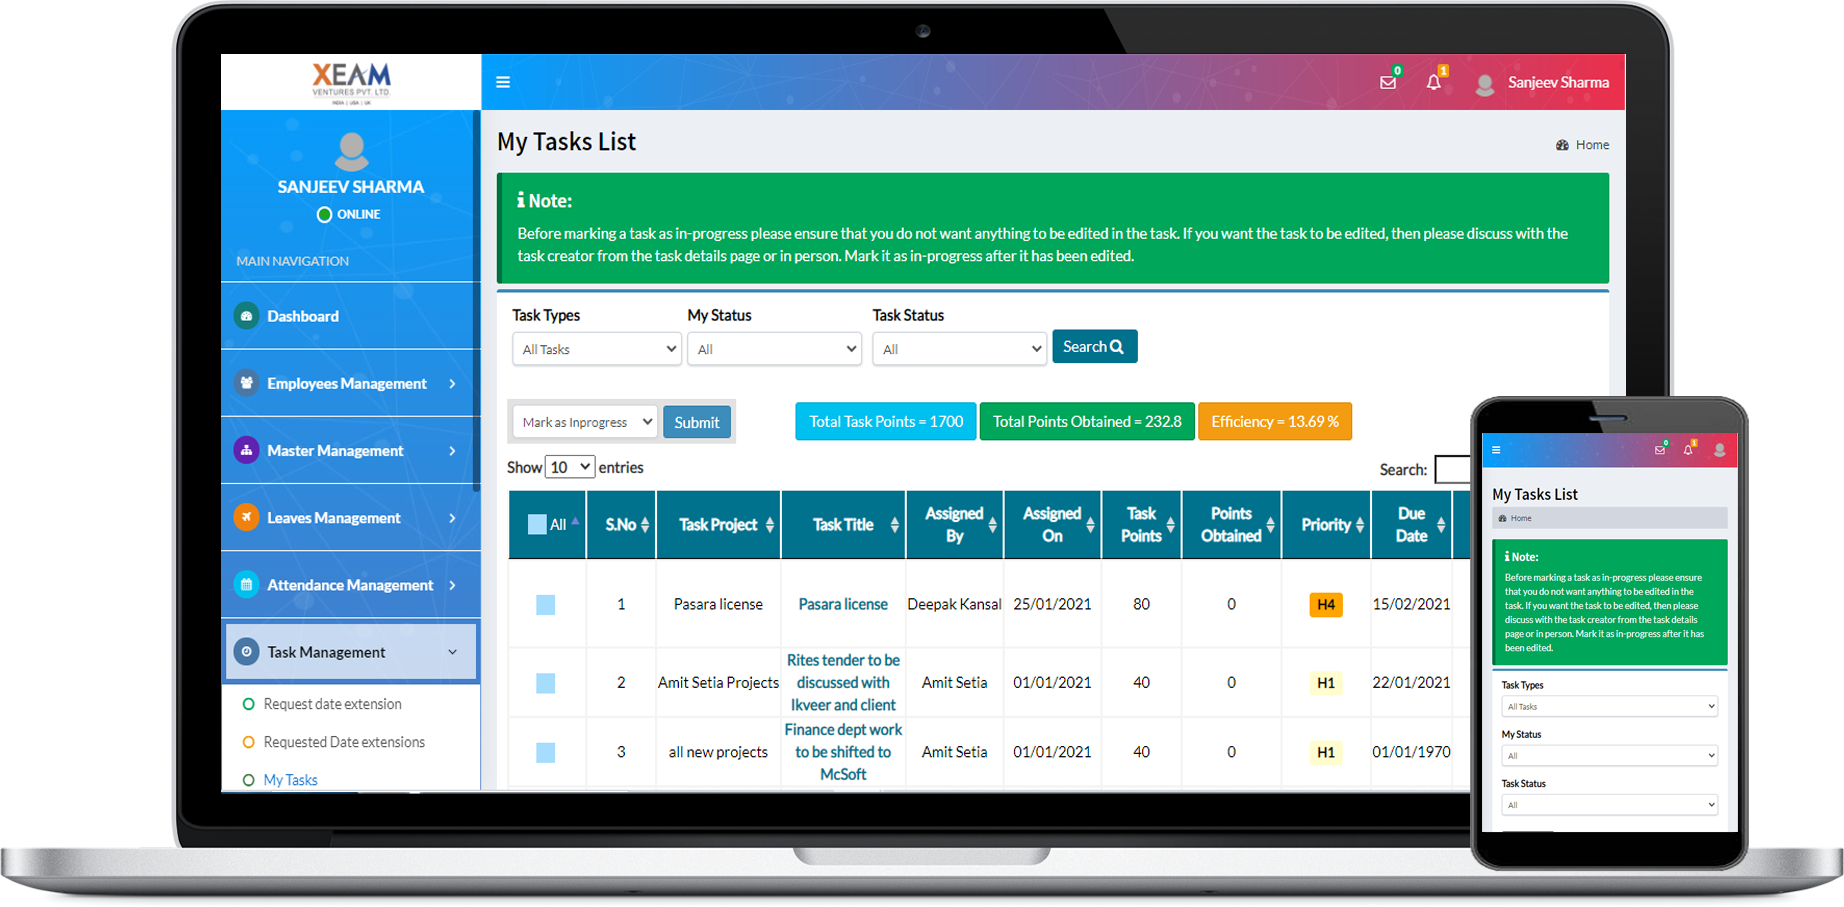 XEAM
VENTURES PVT. LTD.
INDIA | USA | UK
0
1
Sanjeev Sharma
SANJEEV SHARMA
ONLINE
MAIN NAVIGATION
Dashboard
Employees Management
Master Management
Leaves Management
Attendance Management
Task Management
Request date extension
Requested Date extensions
My Tasks
My Tasks List
Home
Note:
Before marking a task as in-progress please ensure that you do not want anything to be edited in the task. If you want the task to be edited, then please discuss with the
task creator from the task details page or in person. Mark it as in-progress after it has been edited.
Task Types
My Status
Task Status
All Tasks
All
All
Search
Mark as Inprogress
Submit
Total Task Points = 1700
Total Points Obtained = 232.8
Efficiency = 13.69 %
Show 10 entries
Search:
All
S.No
Task Project
Task Title
Assigned
By
Assigned
On
Task
Points
Points
Obtained
Priority
Due
Date
1
Pasara license
Pasara license
Deepak Kansal
25/01/2021
80
0
H4
15/02/2021
2
Amit Setia Projects
Rites tender to be
discussed with
Ikveer and client
Amit Setia
01/01/2021
40
0
H1
22/01/2021
3
all new projects
Finance dept work
to be shifted to
McSoft
Amit Setia
01/01/2021
40
0
H1
01/01/1970
0
1
My Tasks List
Home
Note:
Before marking a task as in-progress please ensure
that you do not want anything to be edited in the
task. If you want the task to be edited, then please
discuss with the task creator from the task details
page or in person. Mark it as in-progress after it has
been edited.
Task Types
All Tasks
My Status
All
Task Status
All